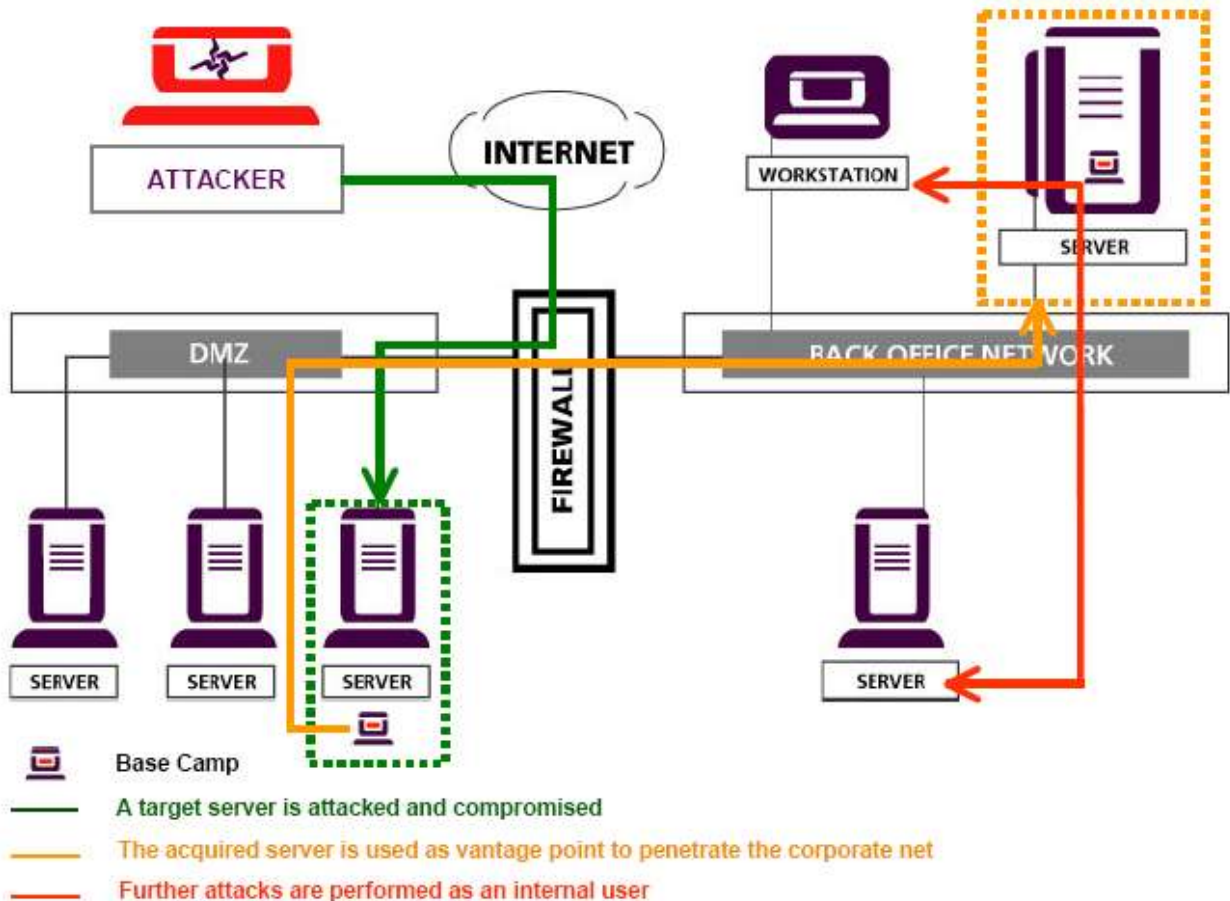 ATTACKER
INTERNET
WORKSTATION
SERVER
DMZ
FIREWALL
BACK OFFICE NETWORK
SERVER
SERVER
SERVER
SERVER
Base Camp
A target server is attacked and compromised
The acquired server is used as vantage point to penetrate the corporate net
Further attacks are performed as an internal user